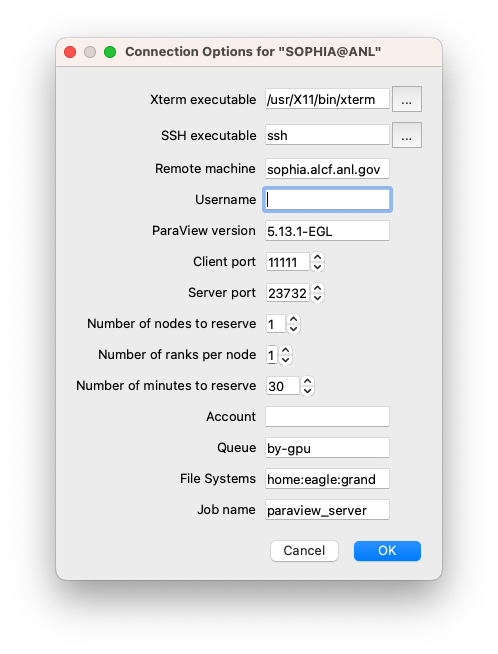 Connection Options for "SOPHIA@ANL"
Xterm executable /usr/X11/bin/xterm ...
SSH executable ssh ...
Remote machine sophia.alcf.anl.gov
Username
ParaView version 5.13.1-EGL
Client port 11111
Server port 23732
Number of nodes to reserve 1
Number of ranks per node 1
Number of minutes to reserve 30
Account
Queue by-gpu
File Systems home:eagle:grand
Job name paraview_server
Cancel OK